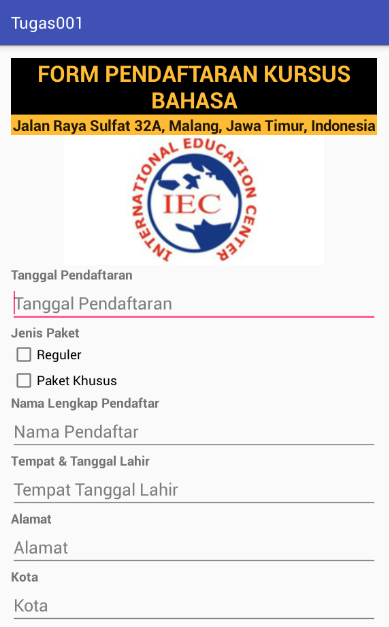 Tugas001
FORM PENDAFTARAN KURSUS
BAHASA
Jalan Raya Sulfat 32A, Malang, Jawa Timur, Indonesia
INTERNATIONAL EDUCATION CENTER
IEC
Tanggal Pendaftaran
Tanggal Pendaftaran
Jenis Paket
Reguler
Paket Khusus
Nama Lengkap Pendaftar
Nama Pendaftar
Tempat & Tanggal Lahir
Tempat Tanggal Lahir
Alamat
Alamat
Kota
Kota